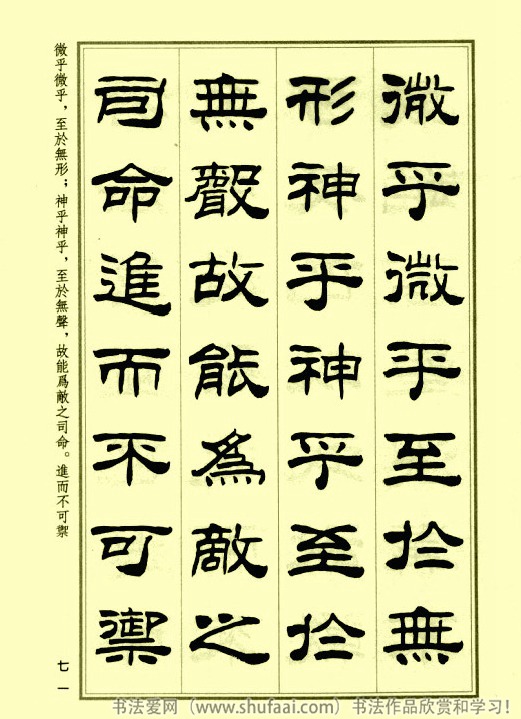 微乎微乎至於無
形神乎神乎至於
無聲故能為敵之
司命進而不可禦
微乎微乎，至於無形；神乎神乎，至於無聲，故能爲敵之司命。進而不可禦
七一
书法爱网（www.shufaai.com）书法作品欣赏和学习！